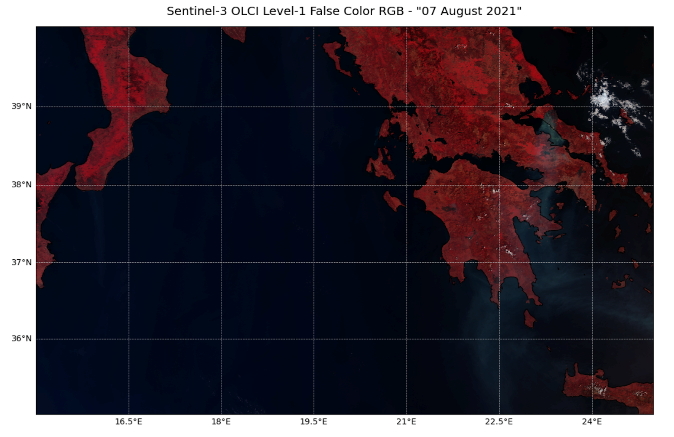 Sentinel-3 OLCI Level-1 False Color RGB - "07 August 2021"
39°N
38°N
37°N
36°N
16.5°E 18°E 19.5°E 21°E 22.5°E 24°E